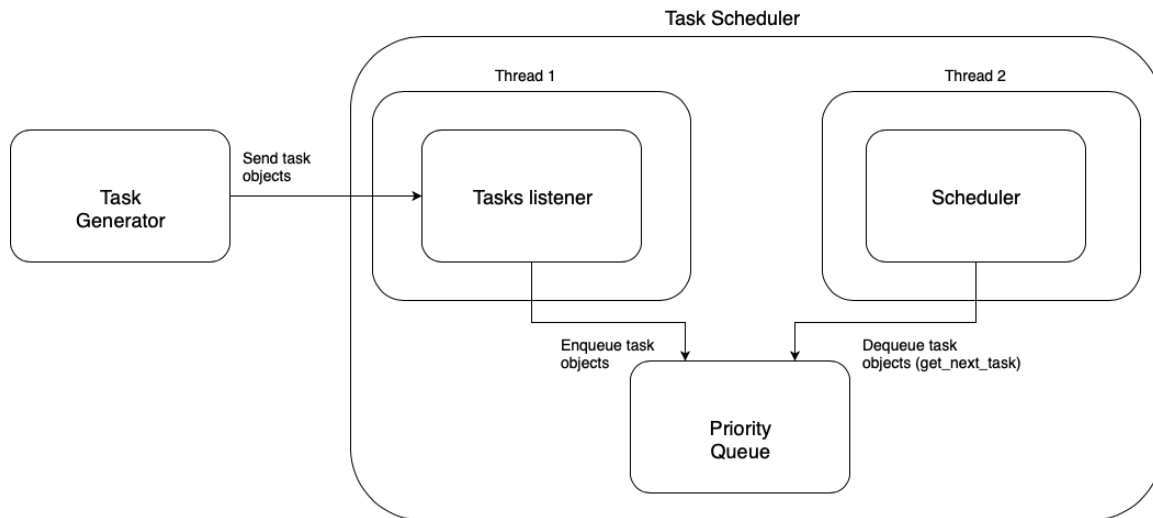 Task Scheduler
Thread 1
Thread 2
Send task
objects
Task
Generator
Tasks listener
Scheduler
Enqueue task
objects
Dequeue task
objects (get_next_task)
Priority
Queue